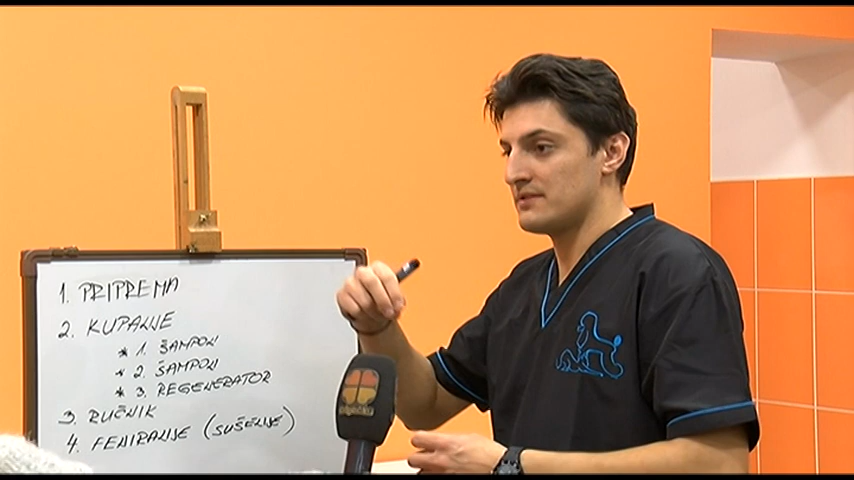 1. PRIPREMA
2. KUPANJE
* 1. ŠAMPON
* 2. ŠAMPON
* 3. REGENERATOR
3. RUČNIK
4. FENIRANJE (SUŠENJE)